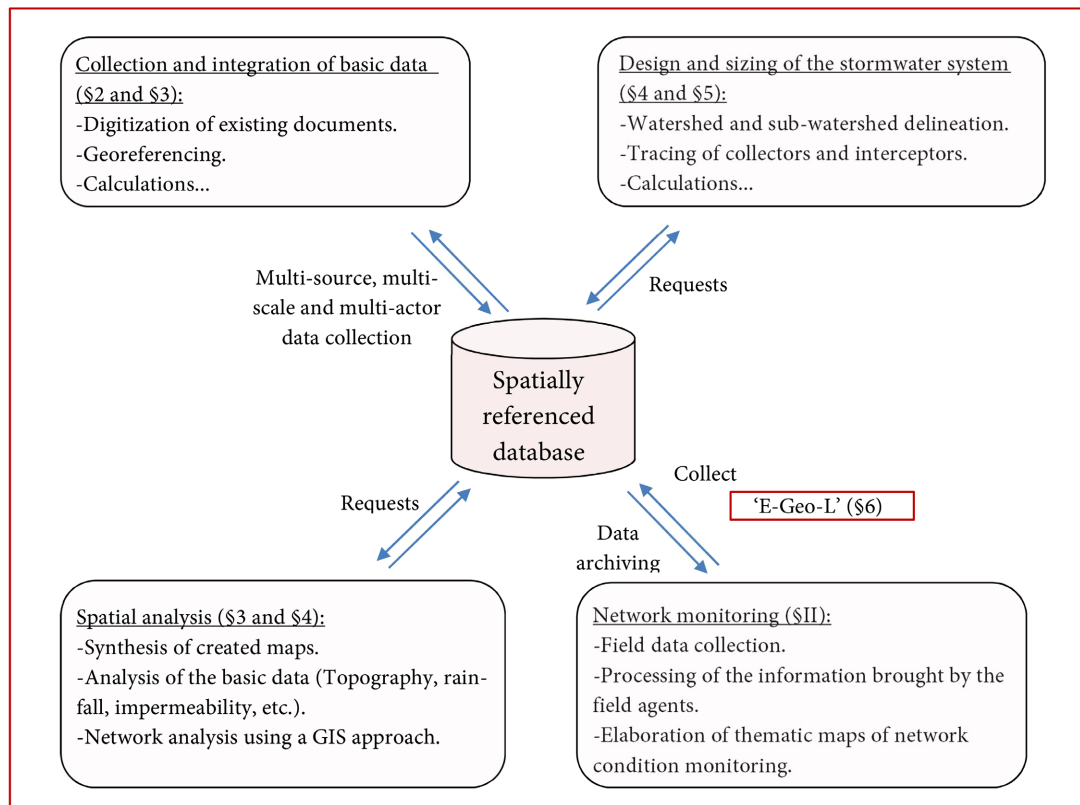 Collection and integration of basic data
(§2 and §3):
-Digitization of existing documents.
-Georeferencing.
-Calculations...
Design and sizing of the stormwater system
(§4 and §5):
-Watershed and sub-watershed delineation.
-Tracing of collectors and interceptors.
-Calculations...
Multi-source, multi-
scale and multi-actor
data collection
Requests
Spatially
referenced
database
Requests
Collect
‘E-Geo-L’ (§6)
Data
archiving
Spatial analysis (§3 and §4):
-Synthesis of created maps.
-Analysis of the basic data (Topography, rain-
fall, impermeability, etc.).
-Network analysis using a GIS approach.
Network monitoring (§II):
-Field data collection.
-Processing of the information brought by the
field agents.
-Elaboration of thematic maps of network
condition monitoring.